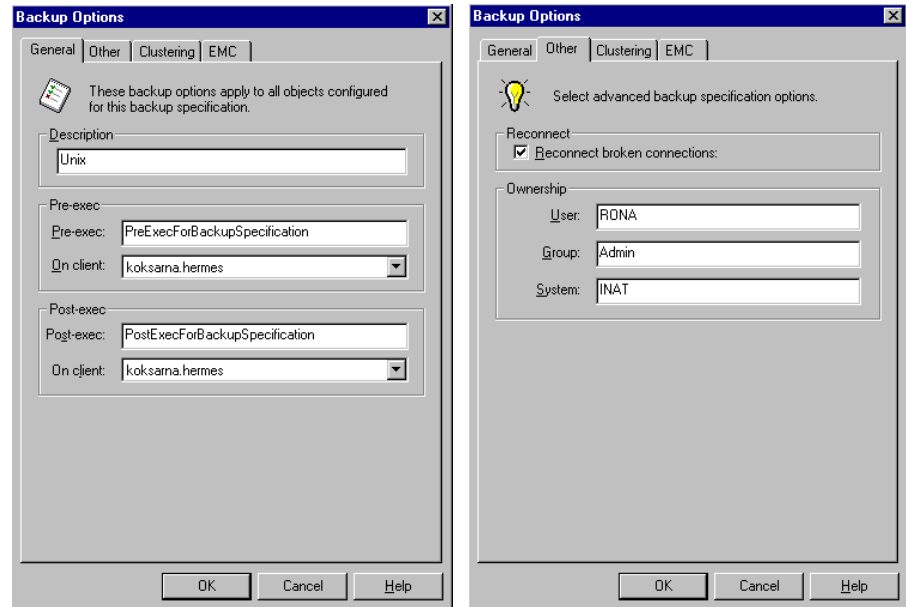 Backup Options
General Other Clustering EMC
These backup options apply to all objects configured
for this backup specification.
Description
Unix
Pre-exec
Pre-exec: PreExecForBackupSpecification
On client: koksarna.hermes
Post-exec
Post-exec: PostExecForBackupSpecification
On client: koksarna.hermes
OK Cancel Help
Backup Options
General Other Clustering EMC
Select advanced backup specification options.
Reconnect
Reconnect broken connections:
Ownership
User: RONA
Group: Admin
System: INAT
OK Cancel Help